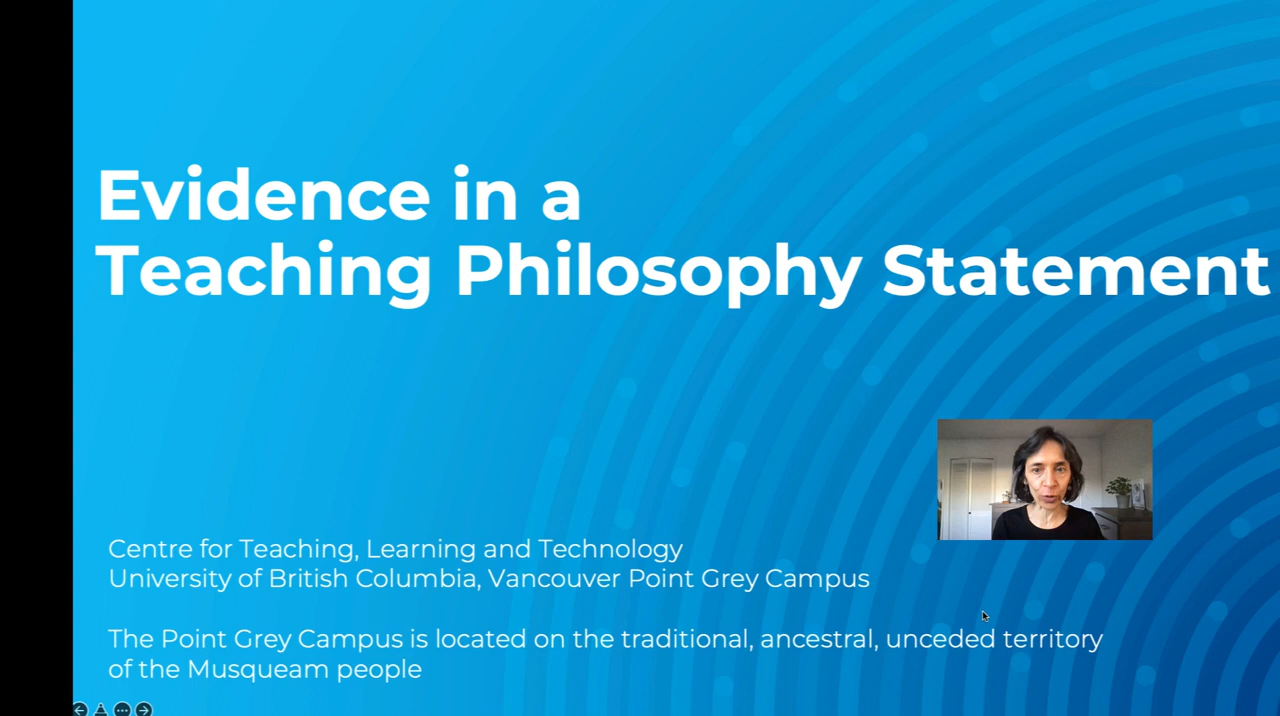 Evidence in a
Teaching Philosophy Statement
Centre for Teaching, Learning and Technology
University of British Columbia, Vancouver Point Grey Campus
The Point Grey Campus is located on the traditional, ancestral, unceded territory
of the Musqueam people